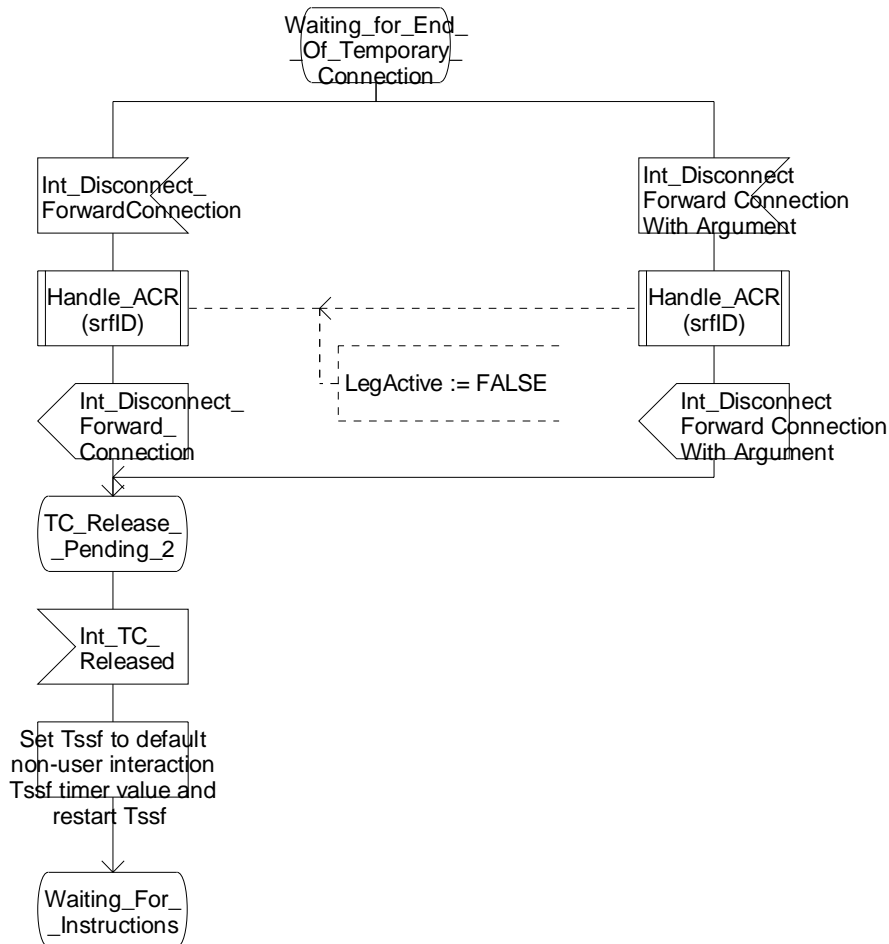 Waiting_for_End_
_Of_Temporary_
Connection
Int_Disconnect_
ForwardConnection
Int_Disconnect
Forward Connection
With Argument
Handle_ACR
(srfID)
Handle_ACR
(srfID)
LegActive := FALSE
Int_Disconnect_
Forward_
Connection
Int_Disconnect
Forward Connection
With Argument
TC_Release_
_Pending_2
Int_TC_
Released
Set Tssf to default
non-user interaction
Tssf timer value and
restart Tssf
Waiting_For_
_Instructions